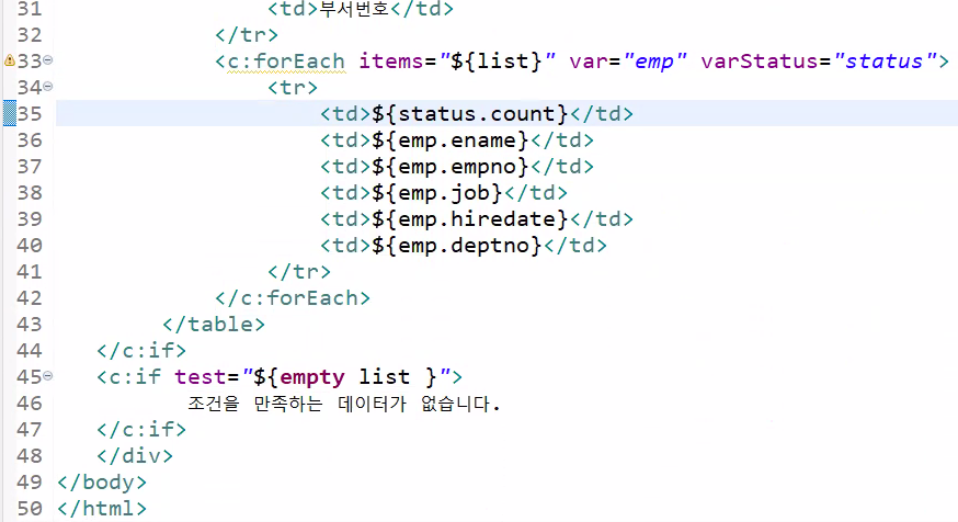 31 <td>부서번호</td>
32 </tr>
33 <c:forEach items="${list}" var="emp" varStatus="status">
34 <tr>
35 <td>${status.count}</td>
36 <td>${emp.ename}</td>
37 <td>${emp.empno}</td>
38 <td>${emp.job}</td>
39 <td>${emp.hiredate}</td>
40 <td>${emp.deptno}</td>
41 </tr>
42 </c:forEach>
43 </table>
44 </c:if>
45 <c:if test="${empty list }">
46 조건을 만족하는 데이터가 없습니다.
47 </c:if>
48 </div>
49 </body>
50 </html>